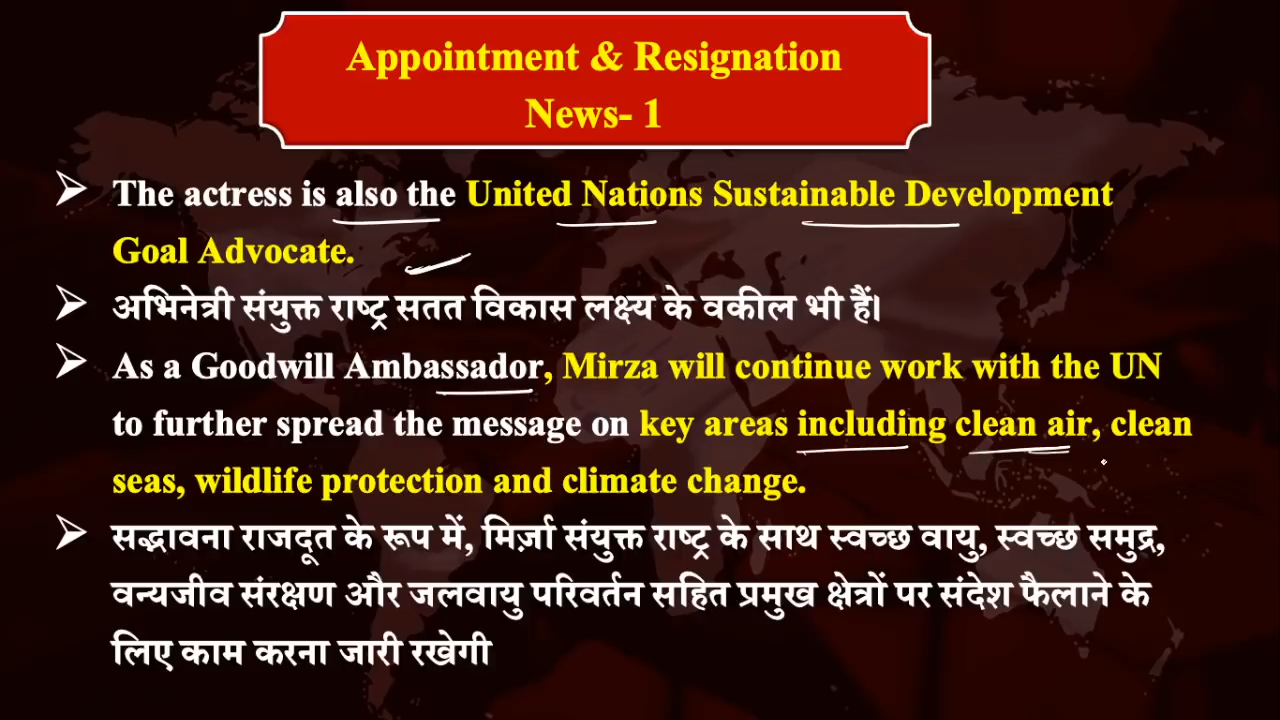 Appointment & Resignation
News- 1
The actress is also the United Nations Sustainable Development
Goal Advocate.
अभिनेत्री संयुक्त राष्ट्र सतत विकास लक्ष्य के वकील भी हैं।
As a Goodwill Ambassador, Mirza will continue work with the UN
to further spread the message on key areas including clean air, clean
seas, wildlife protection and climate change.
सद्भावना राजदूत के रूप में, मिर्ज़ा संयुक्त राष्ट्र के साथ स्वच्छ वायु, स्वच्छ समुद्र,
वन्यजीव संरक्षण और जलवायु परिवर्तन सहित प्रमुख क्षेत्रों पर संदेश फैलाने के
लिए काम करना जारी रखेगी